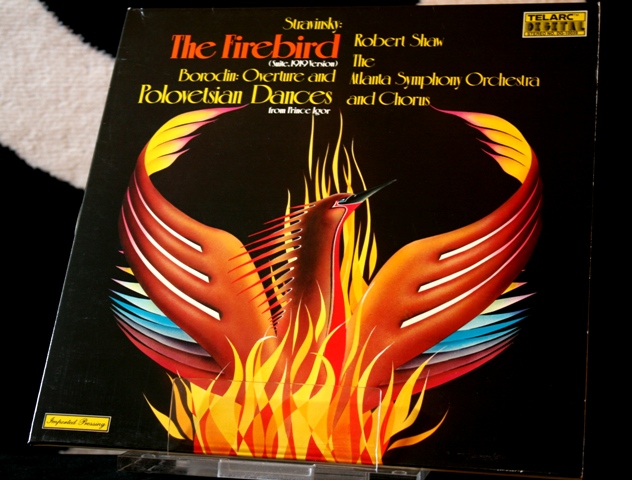 Stravinsky:
The Firebird
(Suite, 1919 Version)
Borodin: Overture and
Polovetsian Dances
from Prince Igor
Robert Shaw
The
Atlanta Symphony Orchestra
and Chorus
TELARC
DIGITAL
Imported Pressing